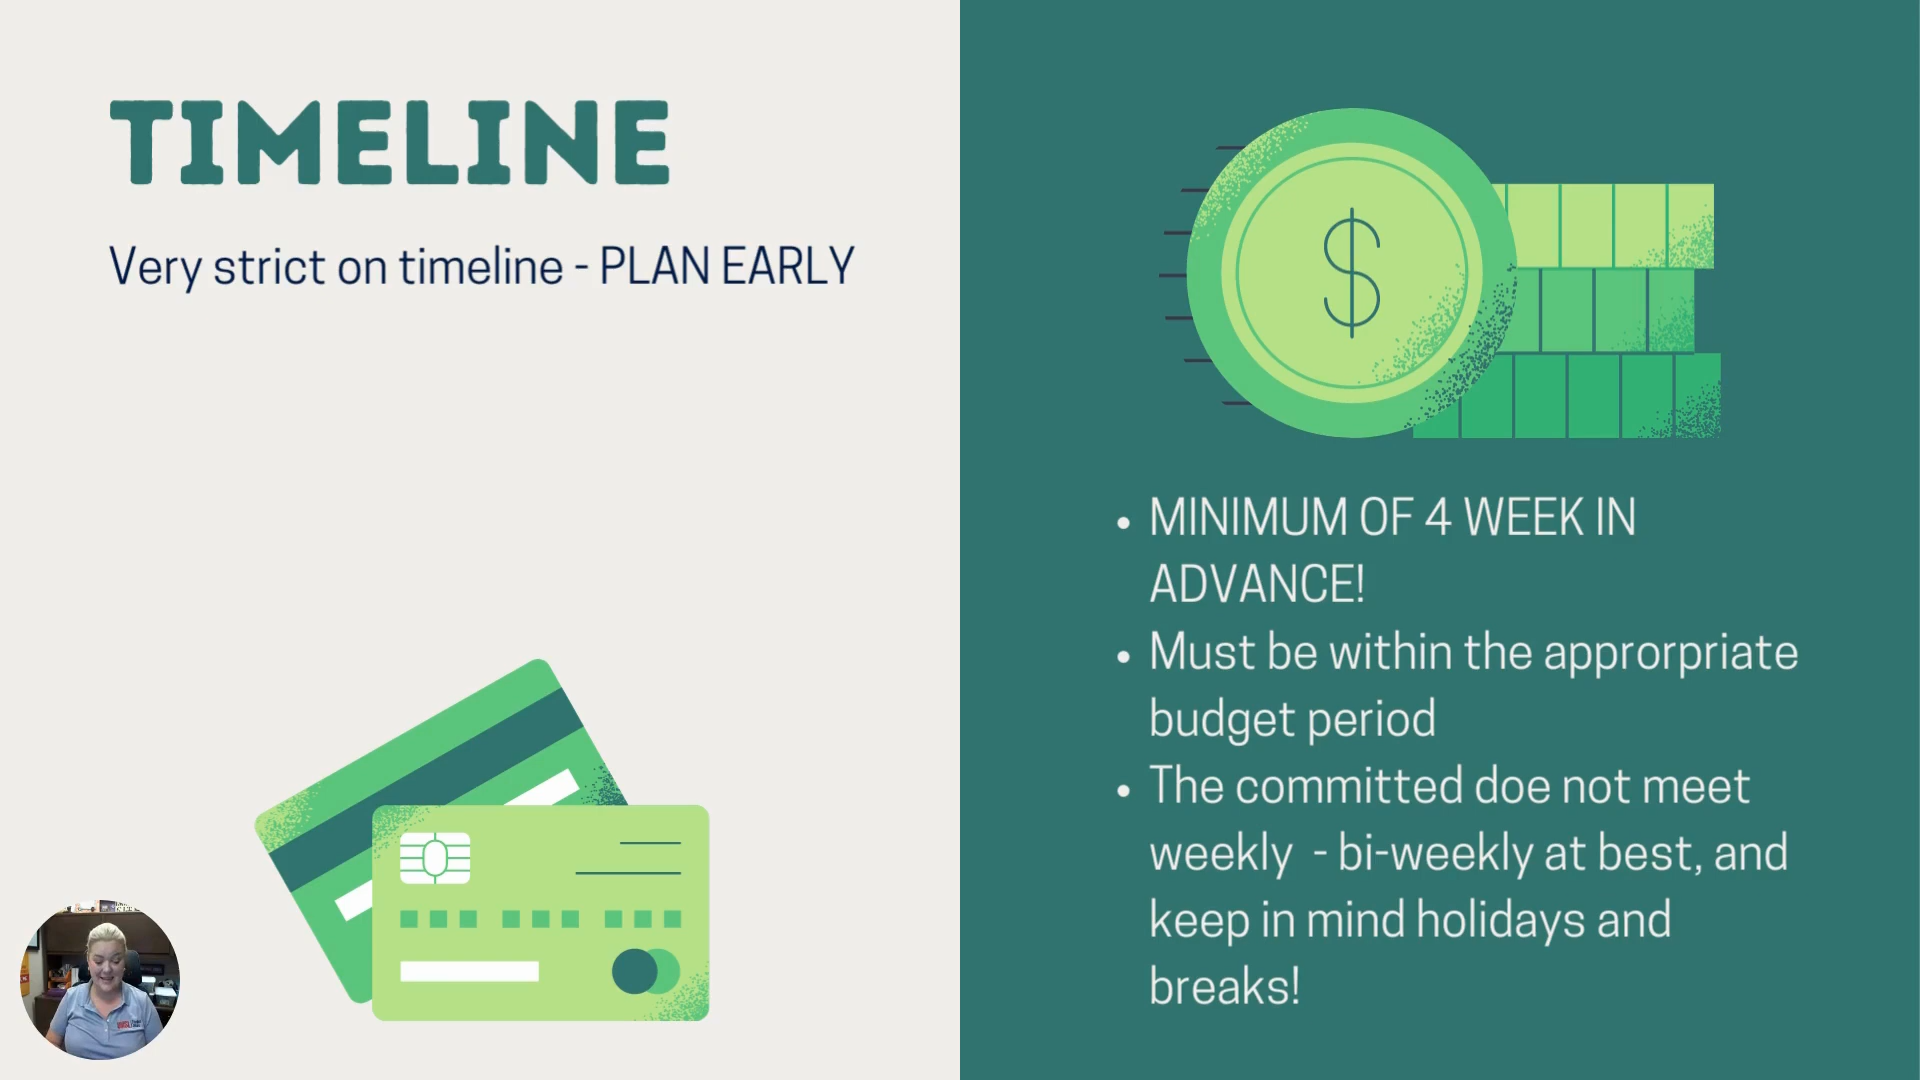 TIMELINE
Very strict on timeline - PLAN EARLY
• MINIMUM OF 4 WEEK IN
ADVANCE!
• Must be within the approrpriate
budget period
• The committed doe not meet
weekly - bi-weekly at best, and
keep in mind holidays and
breaks!